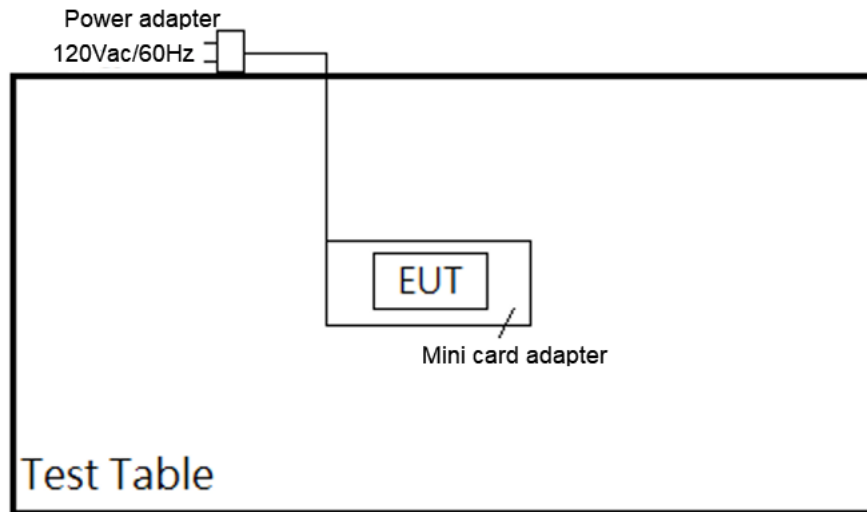 Power adapter
120Vac/60Hz
EUT
Mini card adapter
Test Table